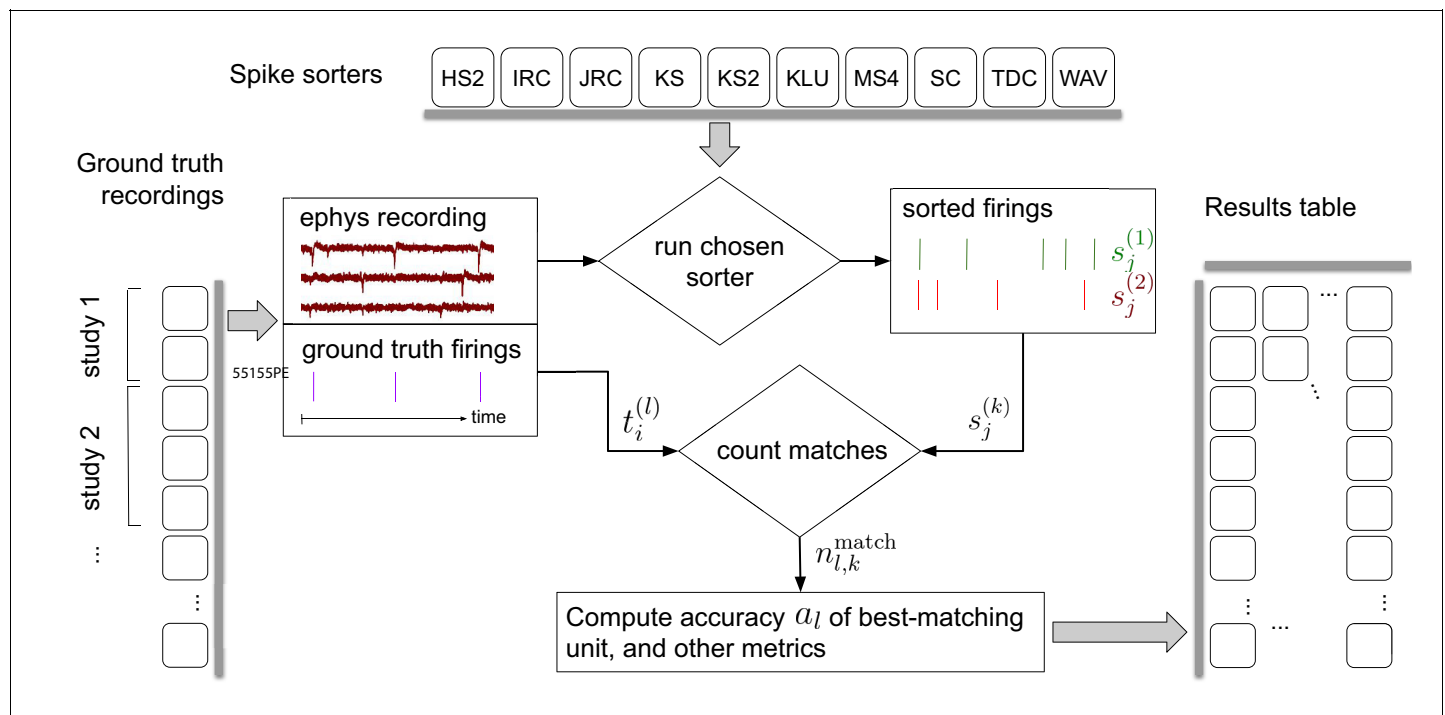 Spike sorters
HS2 IRC JRC KS KS2 KLU MS4 SC TDC WAV
Ground truth
recordings
study 1
study 2
...
...
ephys recording
ground truth firings
55155PE
time
run chosen
sorter
sorted firings
s_j^{(1)}
s_j^{(2)}
t_i^{(l)}
s_j^{(k)}
count matches
n_{l,k}^{match}
Compute accuracy a_l of best-matching
unit, and other metrics
Results table
...
...
...
...
...